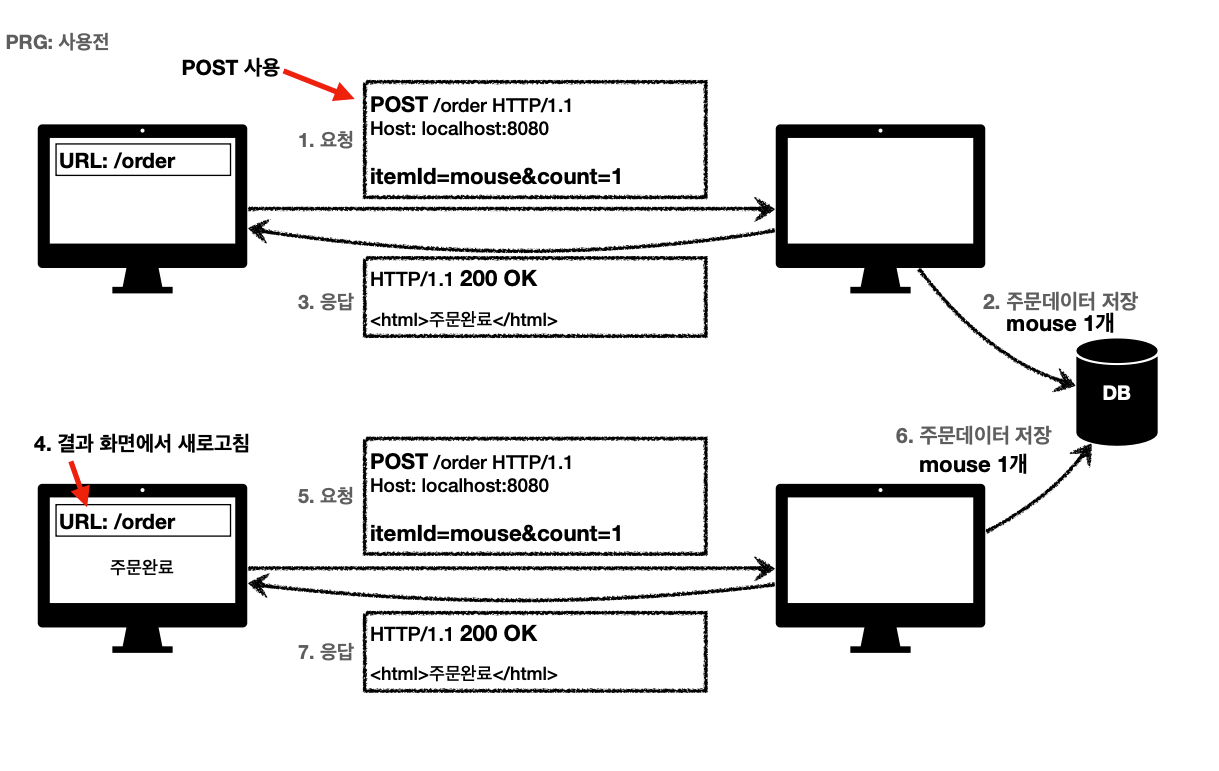 PRG: 사용전
POST 사용
POST /order HTTP/1.1
Host: localhost:8080
1. 요청
itemId=mouse&count=1
URL: /order
HTTP/1.1 200 OK
3. 응답
<html>주문완료</html>
2. 주문데이터 저장
mouse 1개
DB
4. 결과 화면에서 새로고침
POST /order HTTP/1.1
Host: localhost:8080
5. 요청
itemId=mouse&count=1
6. 주문데이터 저장
mouse 1개
URL: /order
주문완료
HTTP/1.1 200 OK
7. 응답
<html>주문완료</html>